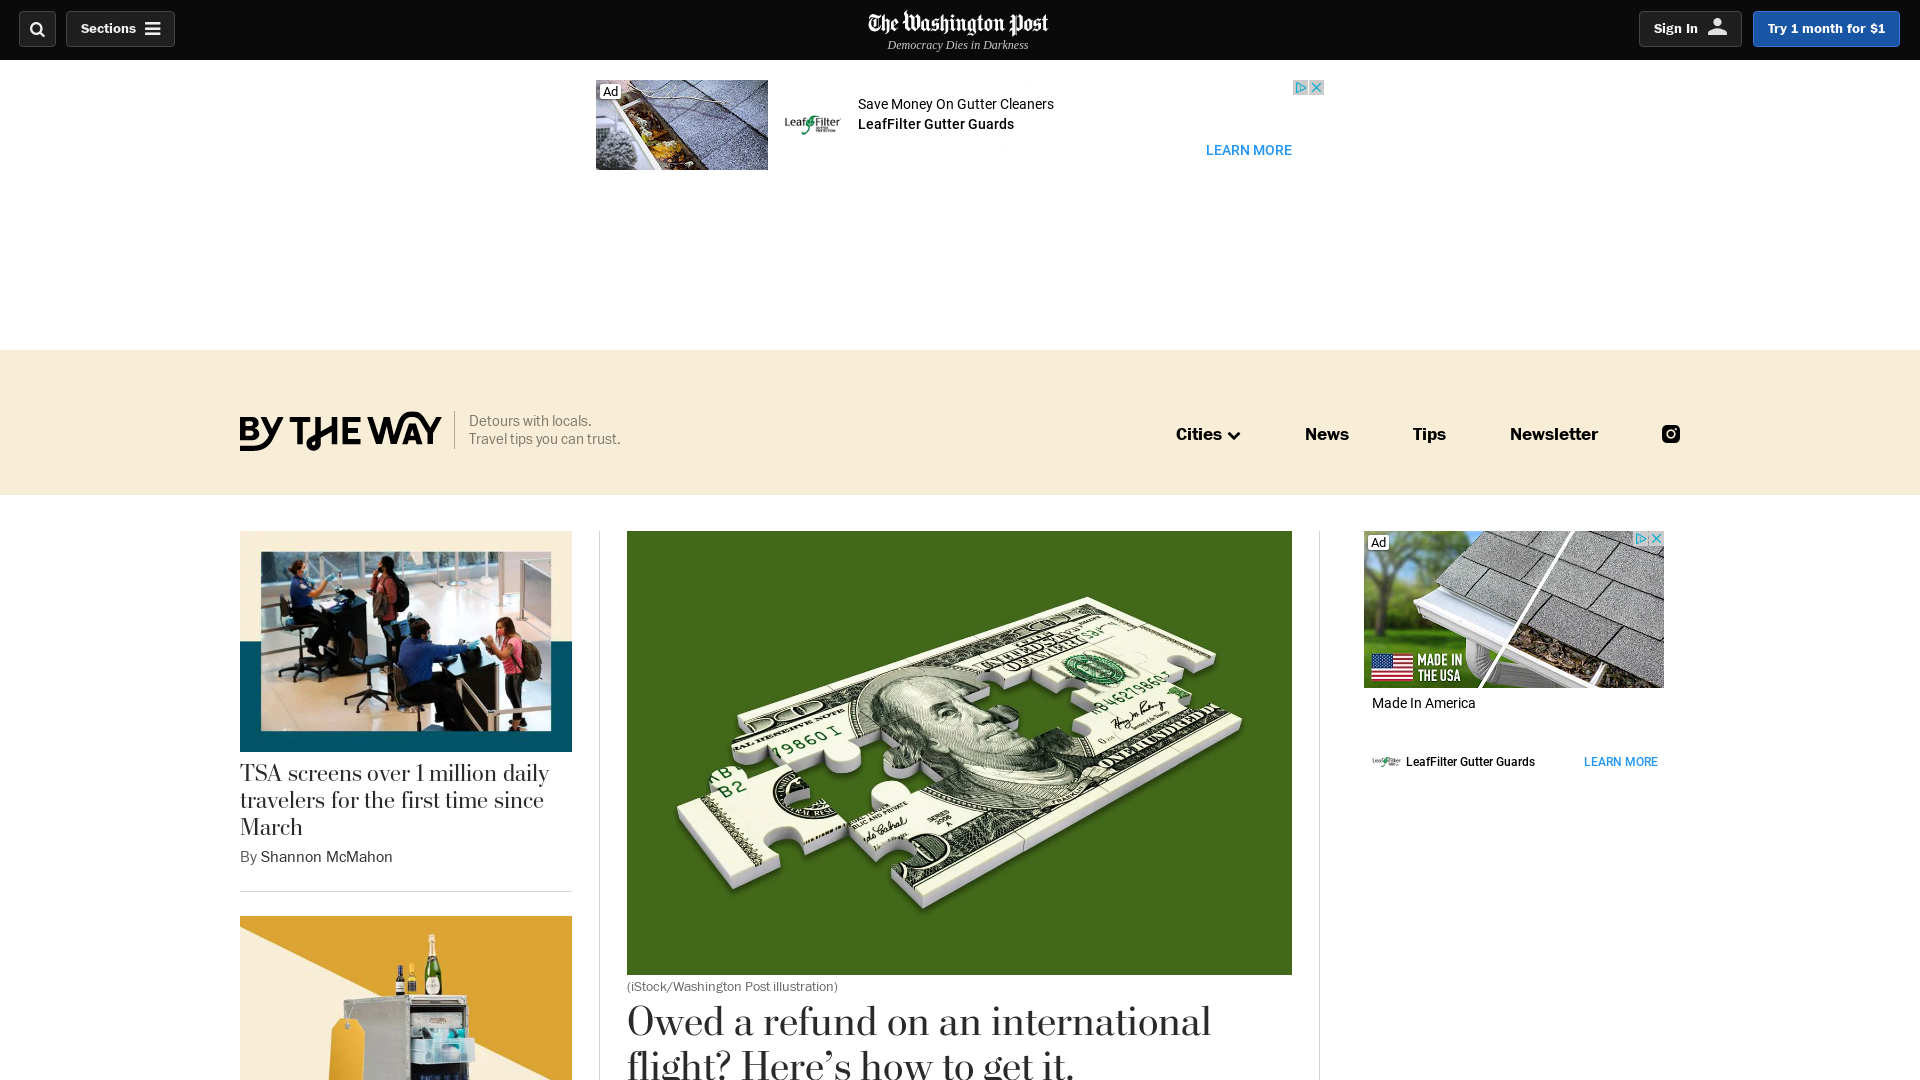 Sections
The Washington Post
Democracy Dies in Darkness
Sign In
Try 1 month for $1
Ad
LeafFilter
Save Money On Gutter Cleaners
LeafFilter Gutter Guards
LEARN MORE
BY THE WAY
Detours with locals.
Travel tips you can trust.
Cities
News
Tips
Newsletter
TSA screens over 1 million daily
travelers for the first time since
March
By Shannon McMahon
(iStock/Washington Post illustration)
Owed a refund on an international
flight? Here’s how to get it.
Ad
MADE IN
THE USA
Made In America
LeafFilter Gutter Guards
LEARN MORE